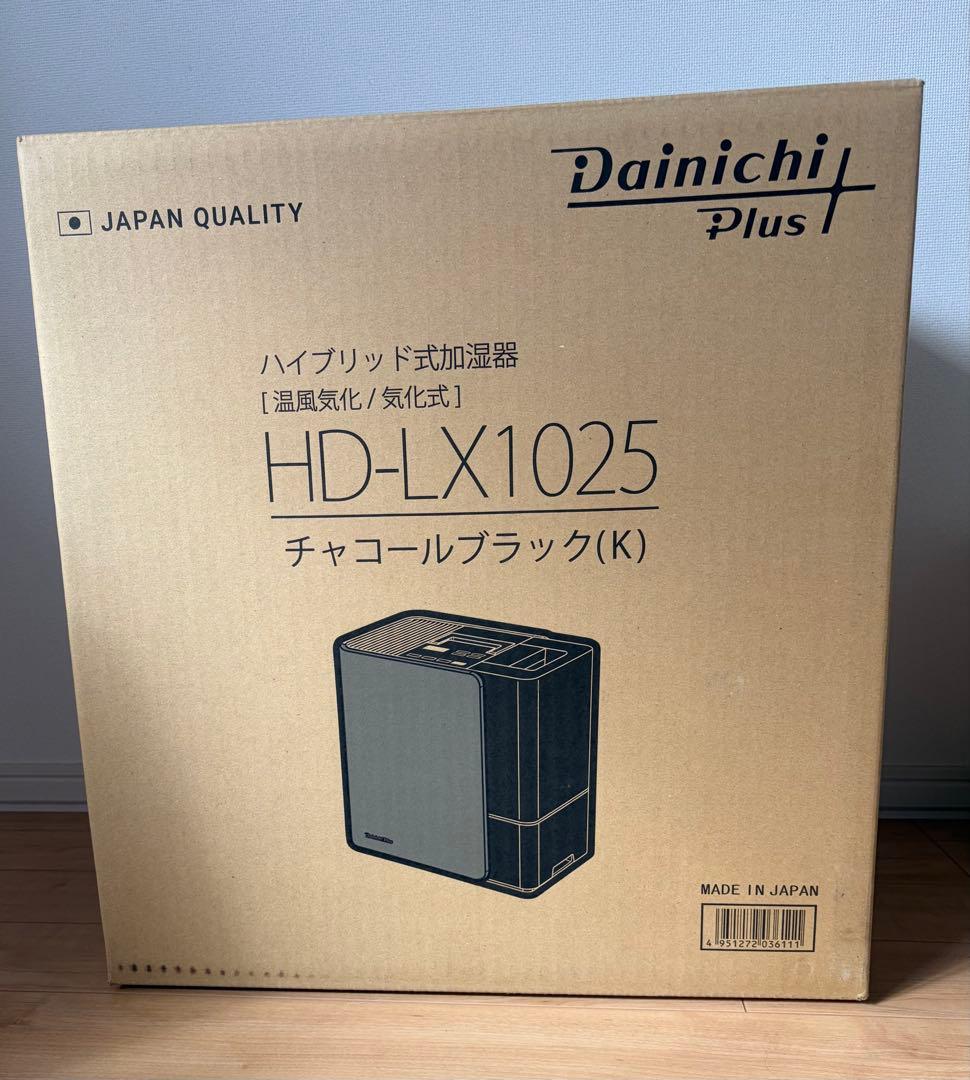 Dainichi
Plus
JAPAN QUALITY
ハイブリッド式加湿器
[温風気化/気化式]
HD-LX1025
チャコールブラック(K)
Dainichi Plus
MADE IN JAPAN
4 951272 036111